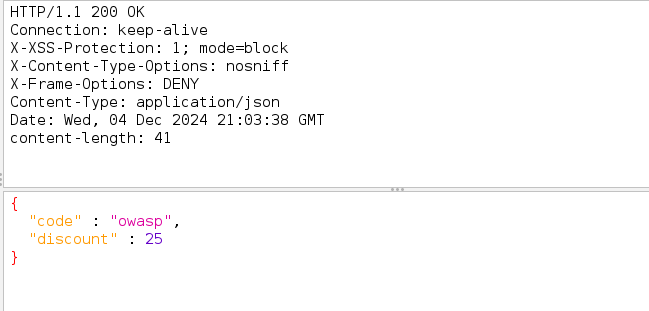 HTTP/1.1 200 OK
Connection: keep-alive
X-XSS-Protection: 1; mode=block
X-Content-Type-Options: nosniff
X-Frame-Options: DENY
Content-Type: application/json
Date: Wed, 04 Dec 2024 21:03:38 GMT
content-length: 41
{
  "code" : "owasp",
  "discount" : 25
}